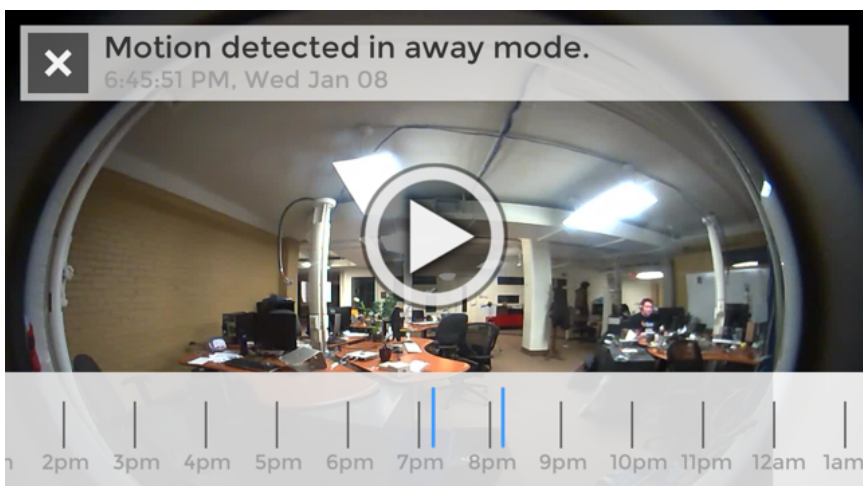 Motion detected in away mode.
6:45:51 PM, Wed Jan 08
2pm 3pm 4pm 5pm 6pm 7pm 8pm 9pm 10pm 11pm 12am 1am